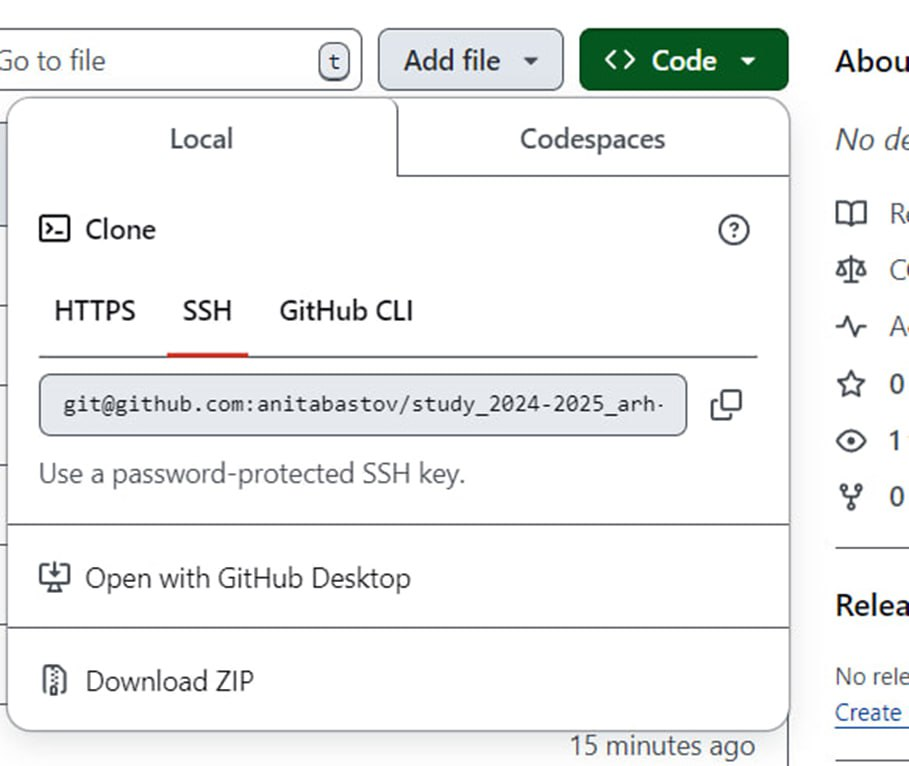 Go to file t Add file Code
Local Codespaces
Clone
HTTPS SSH GitHub CLI
git@github.com:anitabastov/study_2024-2025_arh-
Use a password-protected SSH key.
Open with GitHub Desktop
Download ZIP
15 minutes ago
Abou
No de
Re
A
0
1
0
Relea
No rele
Create